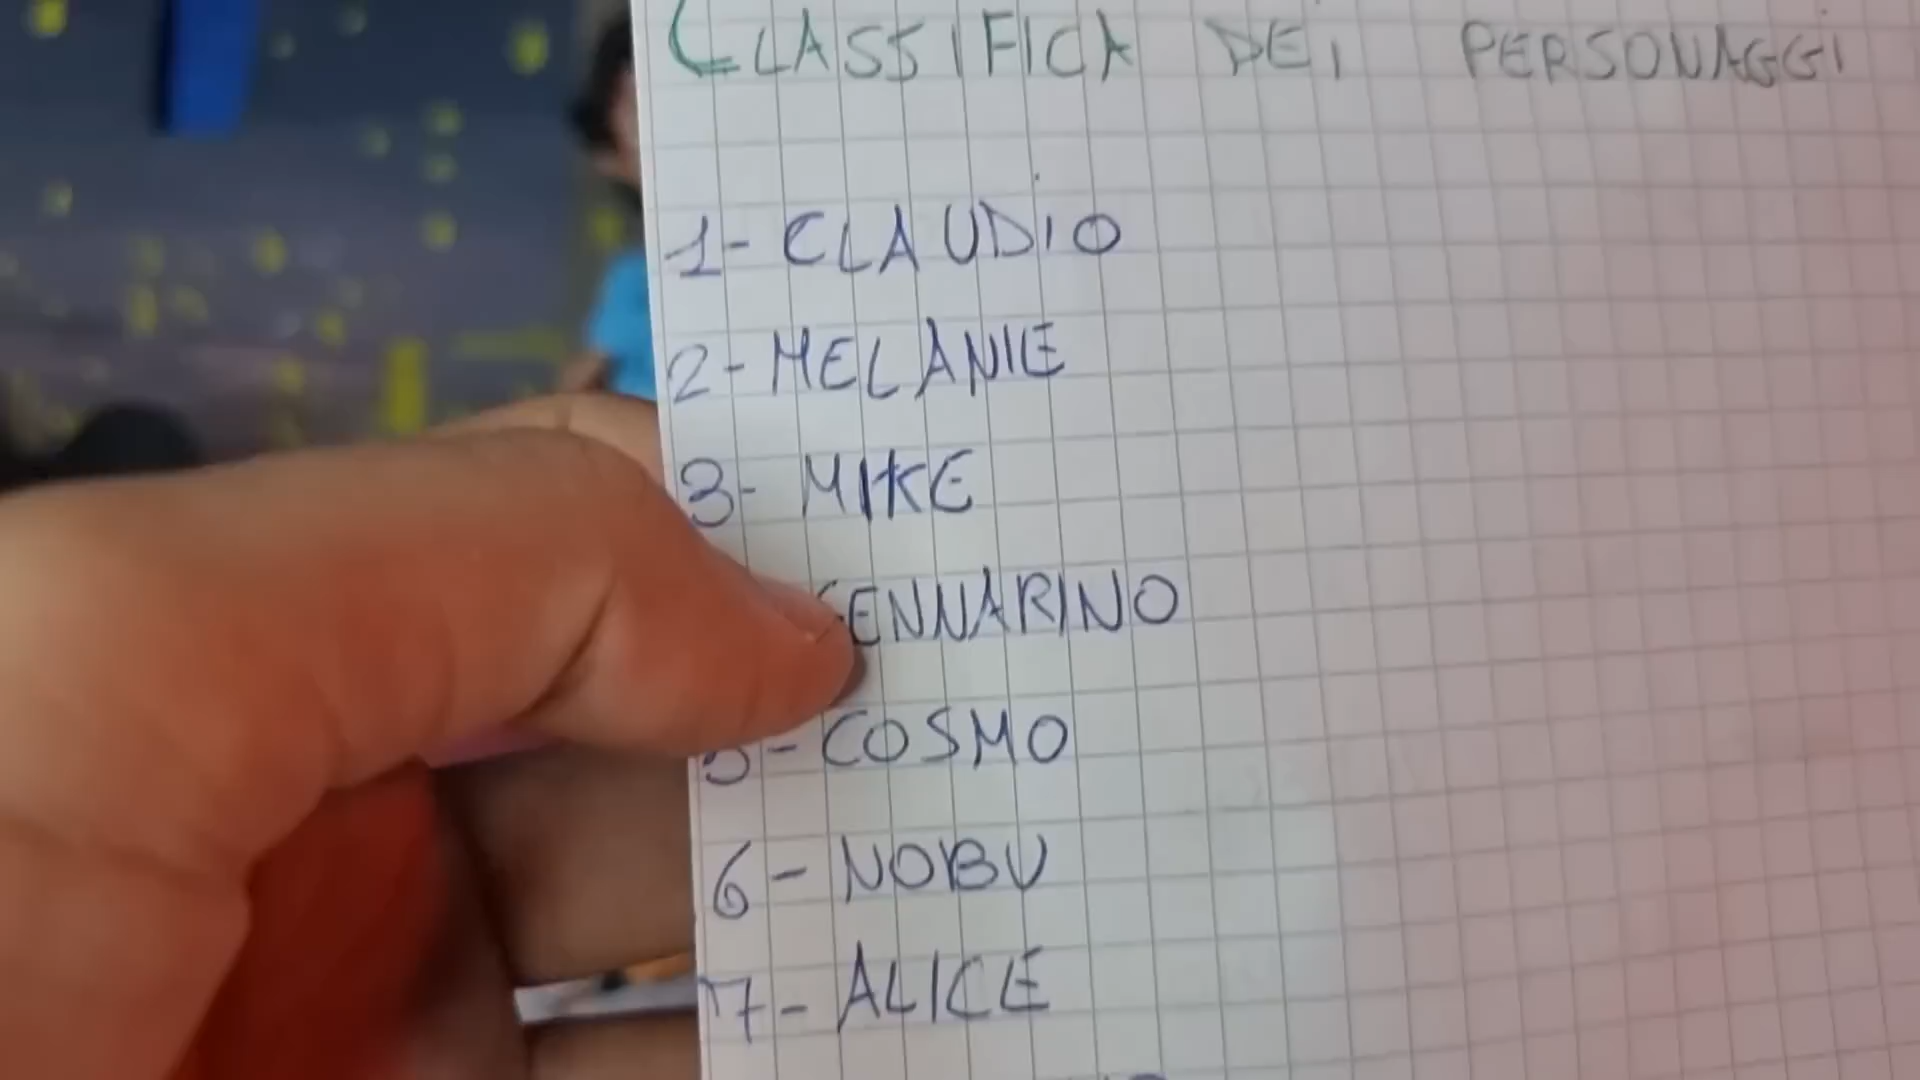 CLASSIFICA DEI PERSONAGGI
1- CLAUDIO
2- MELANIE
3- MIKE
GENNARINO
5- COSMO
6- NOBU
7- ALICE